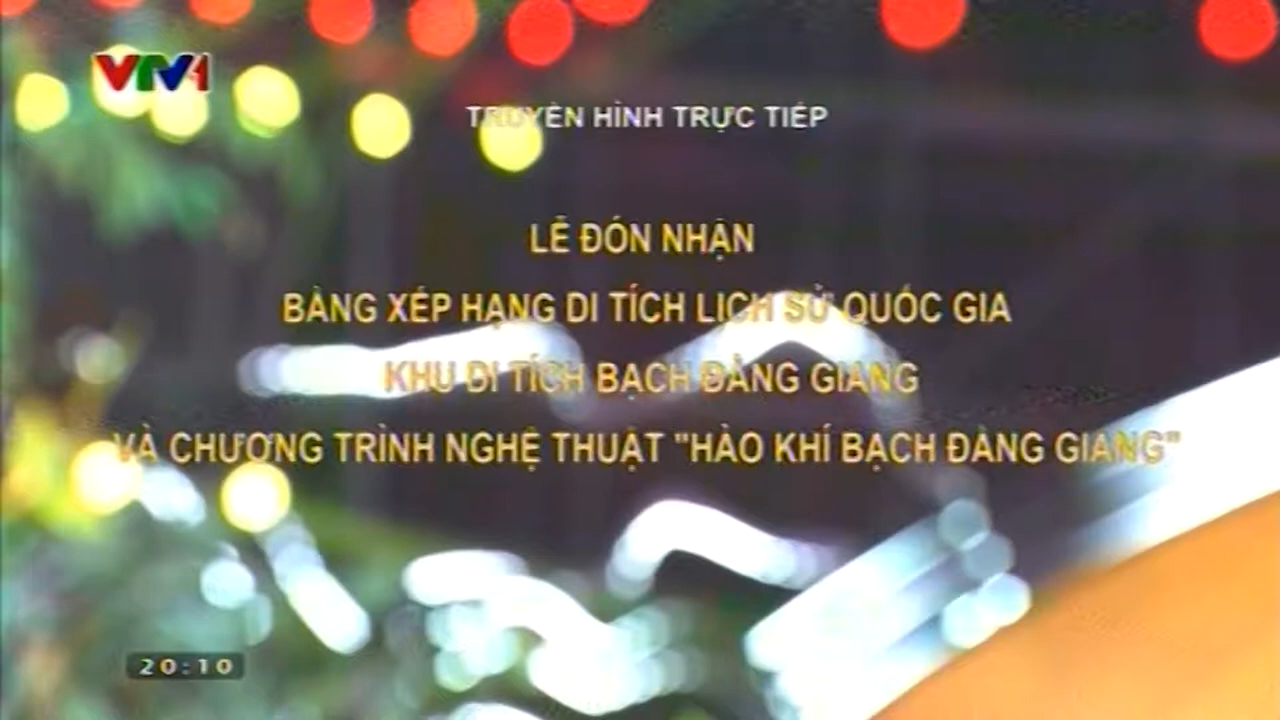 VTV1
TRUYỀN HÌNH TRỰC TIẾP
LỄ ĐÓN NHẬN
BẰNG XẾP HẠNG DI TÍCH LỊCH SỬ QUỐC GIA
KHU DI TÍCH BẠCH ĐẰNG GIANG
VÀ CHƯƠNG TRÌNH NGHỆ THUẬT "HÀO KHÍ BẠCH ĐẰNG GIANG"
20:10